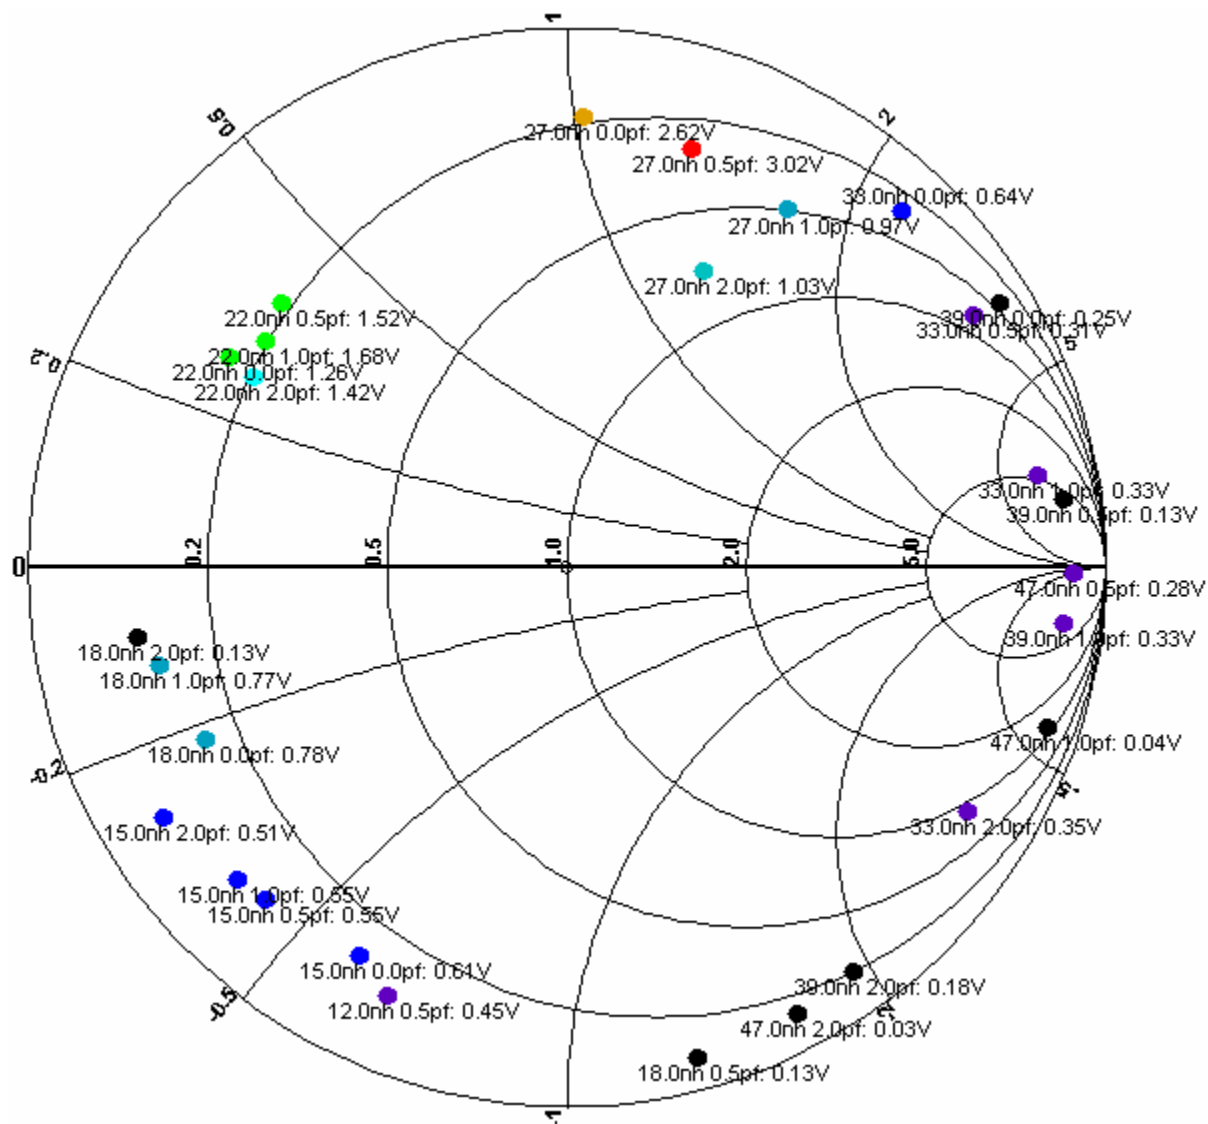 1
0.5
2
27.0nh 0.0pf: 2.62V
27.0nh 0.5pf: 3.02V
33.0nh 0.0pf: 0.64V
27.0nh 1.0pf: 0.97V
27.0nh 2.0pf: 1.03V
22.0nh 0.5pf: 1.52V
39.0nh 0.0pf: 0.25V
33.0nh 0.5pf: 0.31V
5
0.2
22.0nh 1.0pf: 1.68V
22.0nh 0.0pf: 1.26V
22.0nh 2.0pf: 1.42V
33.0nh 1.0pf: 0.33V
39.0nh 0.5pf: 0.13V
0
0.2
0.5
1.0
2.0
5.0
47.0nh 0.5pf: 0.28V
39.0nh 1.0pf: 0.33V
18.0nh 2.0pf: 0.13V
18.0nh 1.0pf: 0.77V
18.0nh 0.0pf: 0.78V
47.0nh 1.0pf: 0.04V
-0.2
-5
15.0nh 2.0pf: 0.51V
33.0nh 2.0pf: 0.35V
15.0nh 1.0pf: 0.55V
15.0nh 0.5pf: 0.55V
15.0nh 0.0pf: 0.61V
39.0nh 2.0pf: 0.18V
-0.5
12.0nh 0.5pf: 0.45V
-2
47.0nh 2.0pf: 0.03V
18.0nh 0.5pf: 0.13V
-1